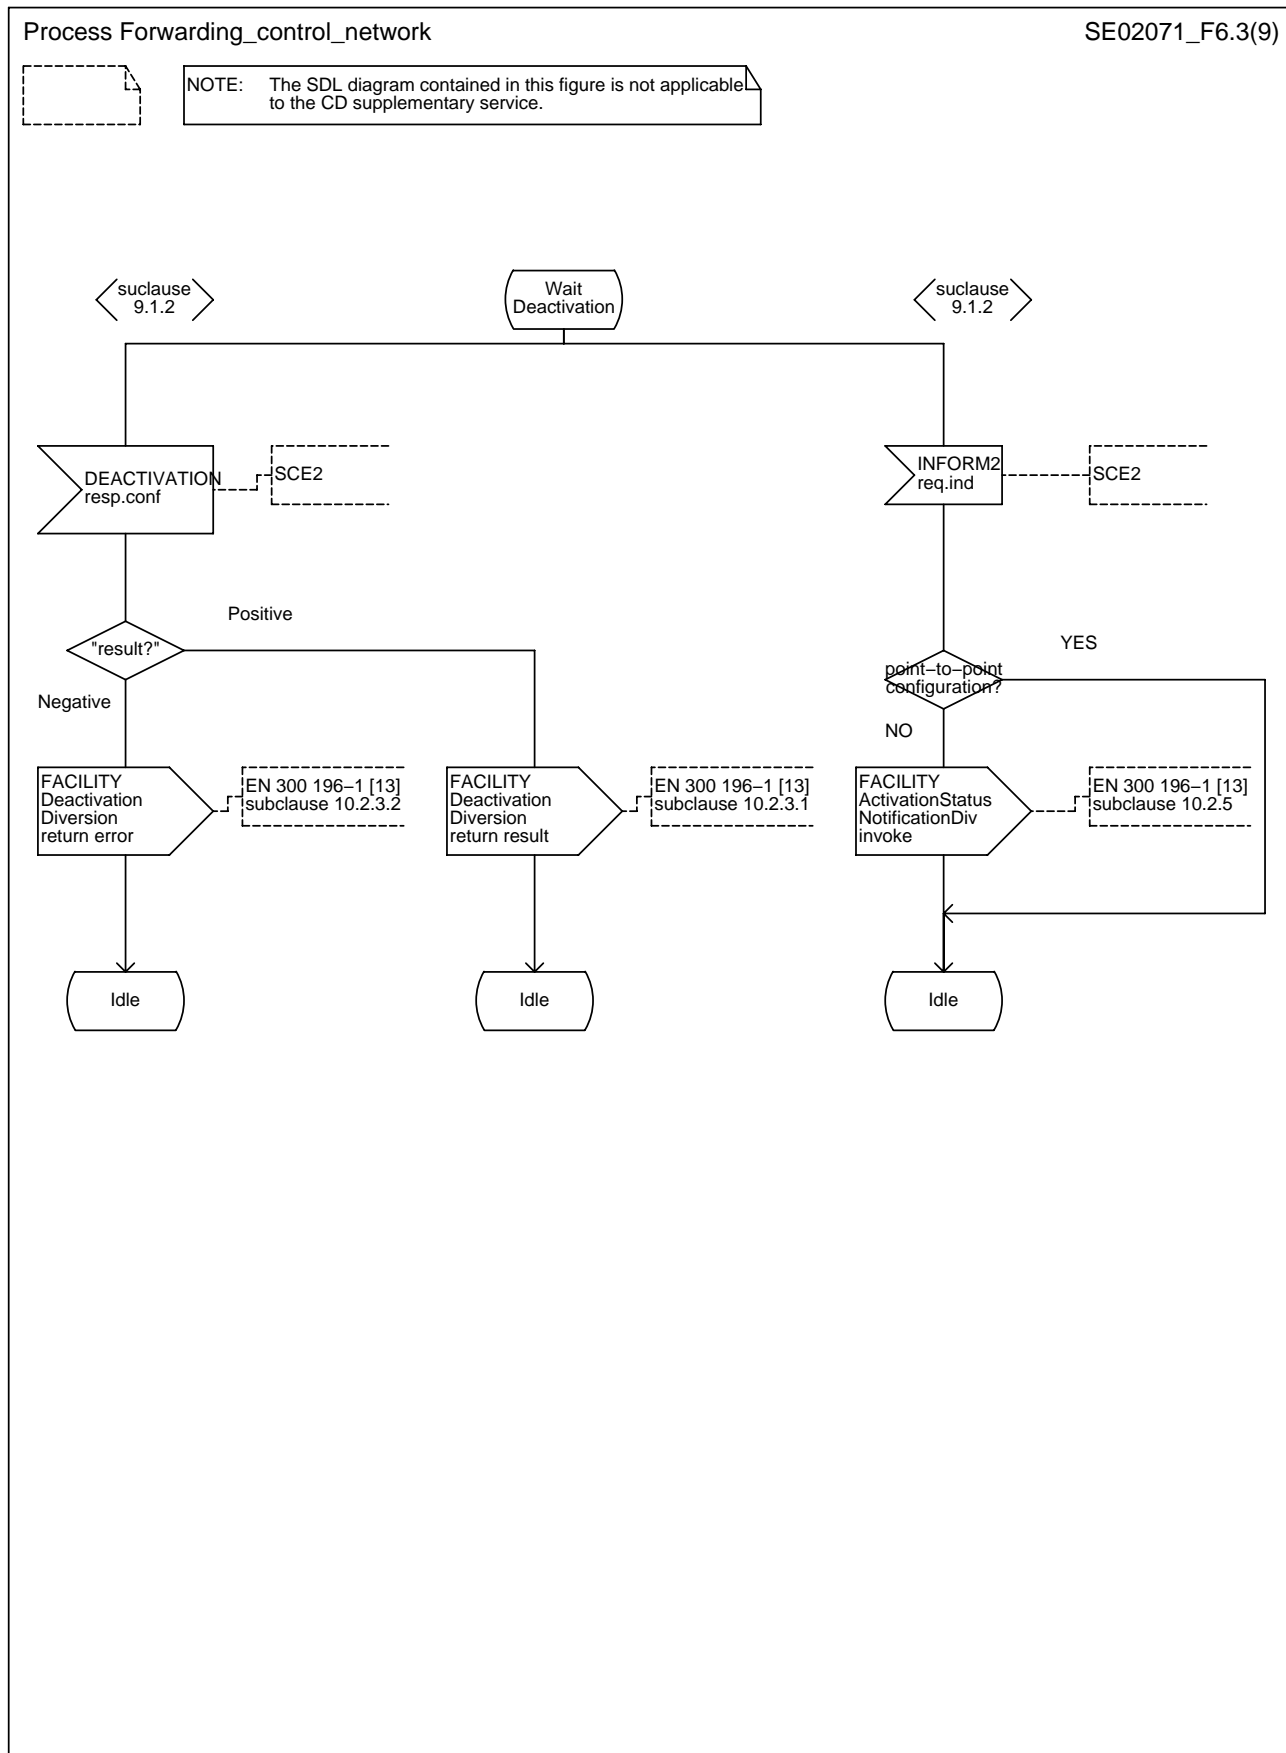 Process Forwarding_control_network
SE02071_F6.3(9)
NOTE: The SDL diagram contained in this figure is not applicable
to the CD supplementary service.
suclause
9.1.2
Wait
Deactivation
suclause
9.1.2
DEACTIVATION
resp.conf
SCE2
INFORM2
req.ind
SCE2
Positive
"result?"
Negative
YES
point−to−point
configuration?
NO
FACILITY
Deactivation
Diversion
return error
EN 300 196−1 [13]
subclause 10.2.3.2
FACILITY
Deactivation
Diversion
return result
EN 300 196−1 [13]
subclause 10.2.3.1
FACILITY
ActivationStatus
NotificationDiv
invoke
EN 300 196−1 [13]
subclause 10.2.5
Idle
Idle
Idle